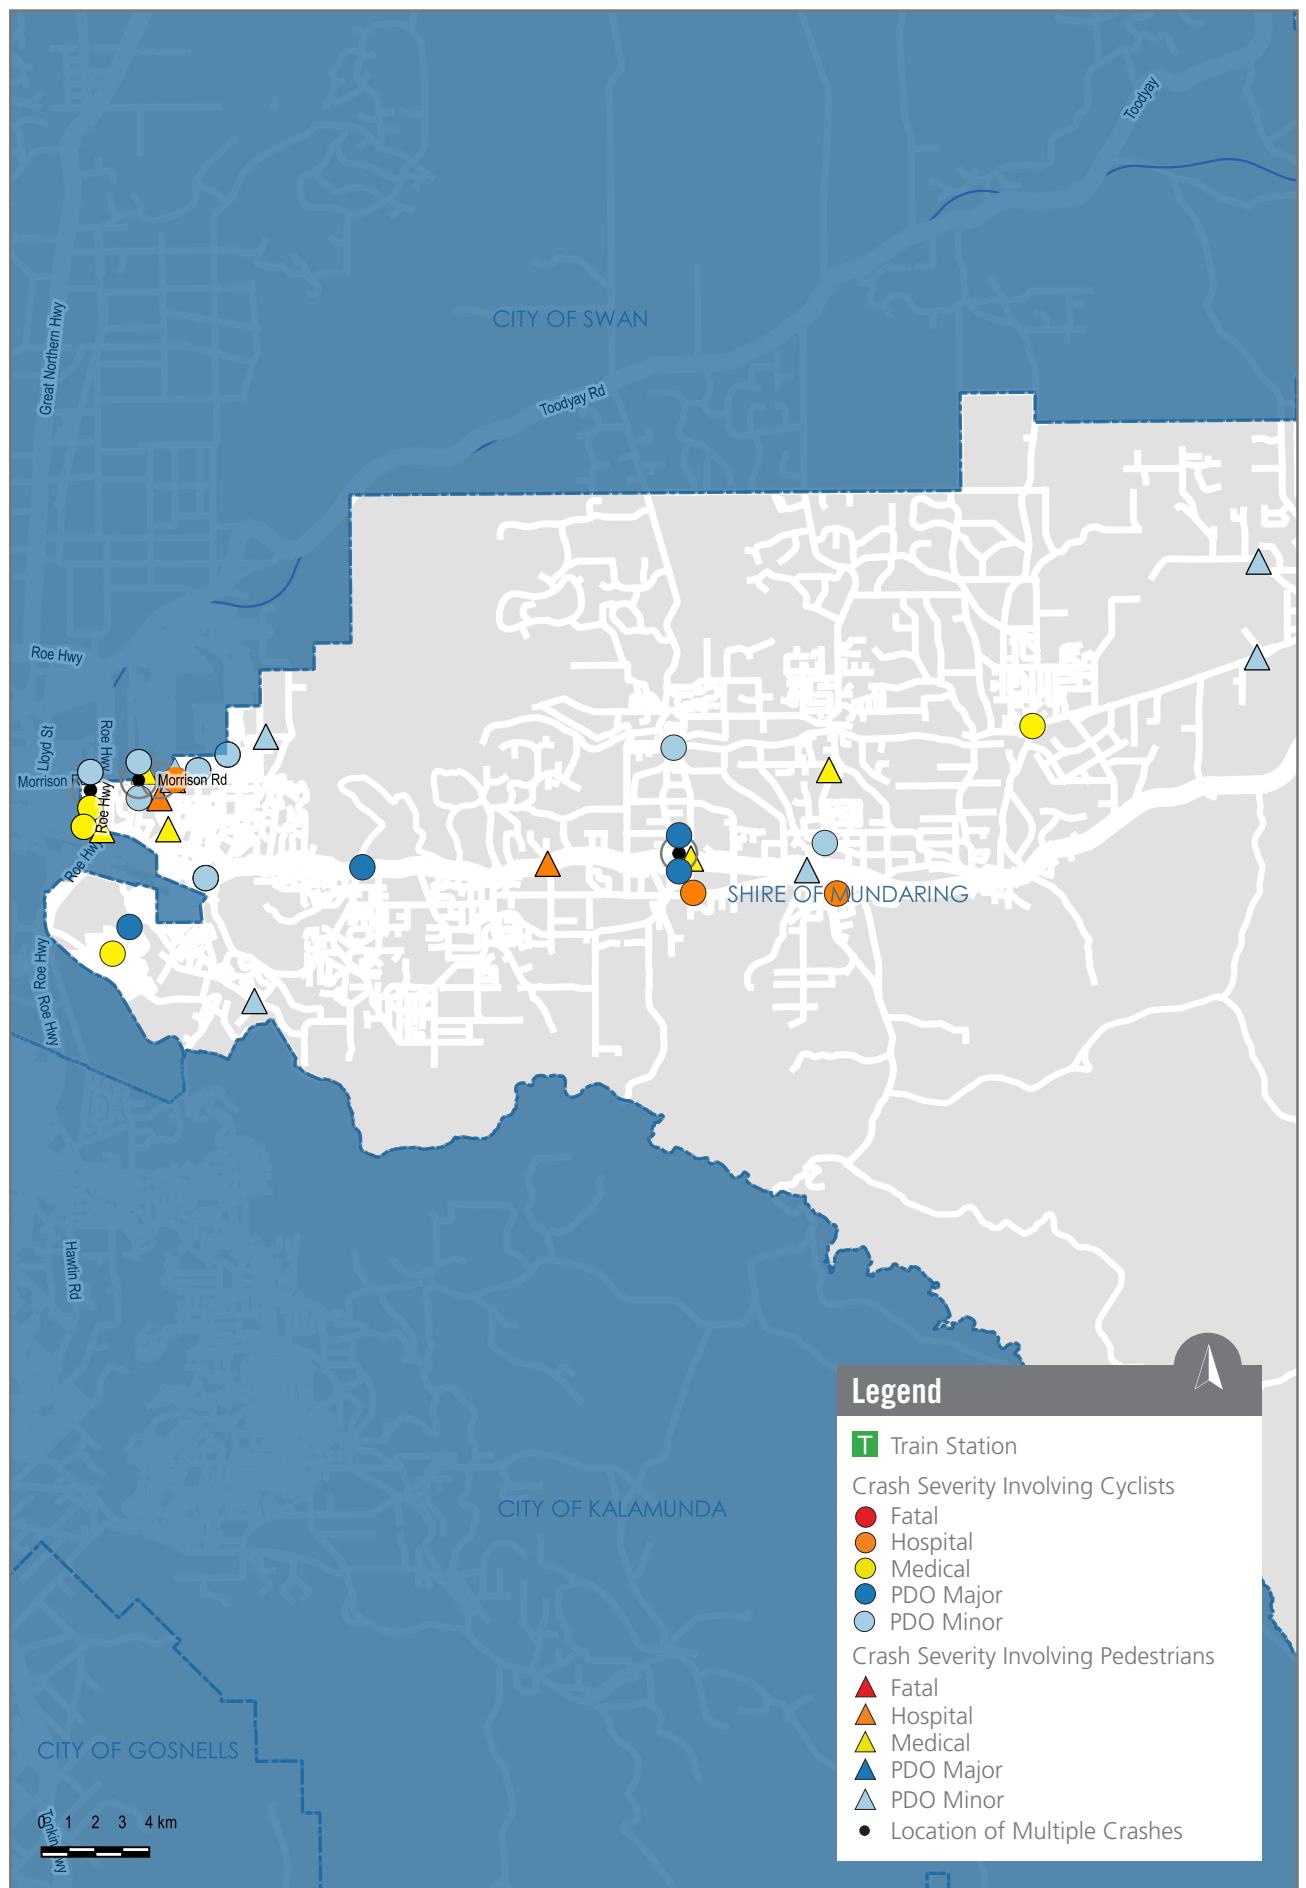 Toodyay
CITY OF SWAN
Great Northern Hwy
Toodyay Rd
Roe Hwy
Lloyd St
Roe Hwy
Morrison R
Morrison Rd
Roe Hwy
Roe Hwy
SHIRE OF MUNDARING
Roe Hwy
Roe Hwy
Hawtin Rd
Legend
T Train Station
Crash Severity Involving Cyclists
Fatal
Hospital
Medical
PDO Major
PDO Minor
Crash Severity Involving Pedestrians
Fatal
Hospital
Medical
PDO Major
PDO Minor
Location of Multiple Crashes
CITY OF KALAMUNDA
CITY OF GOSNELLS
0 1 2 3 4 km